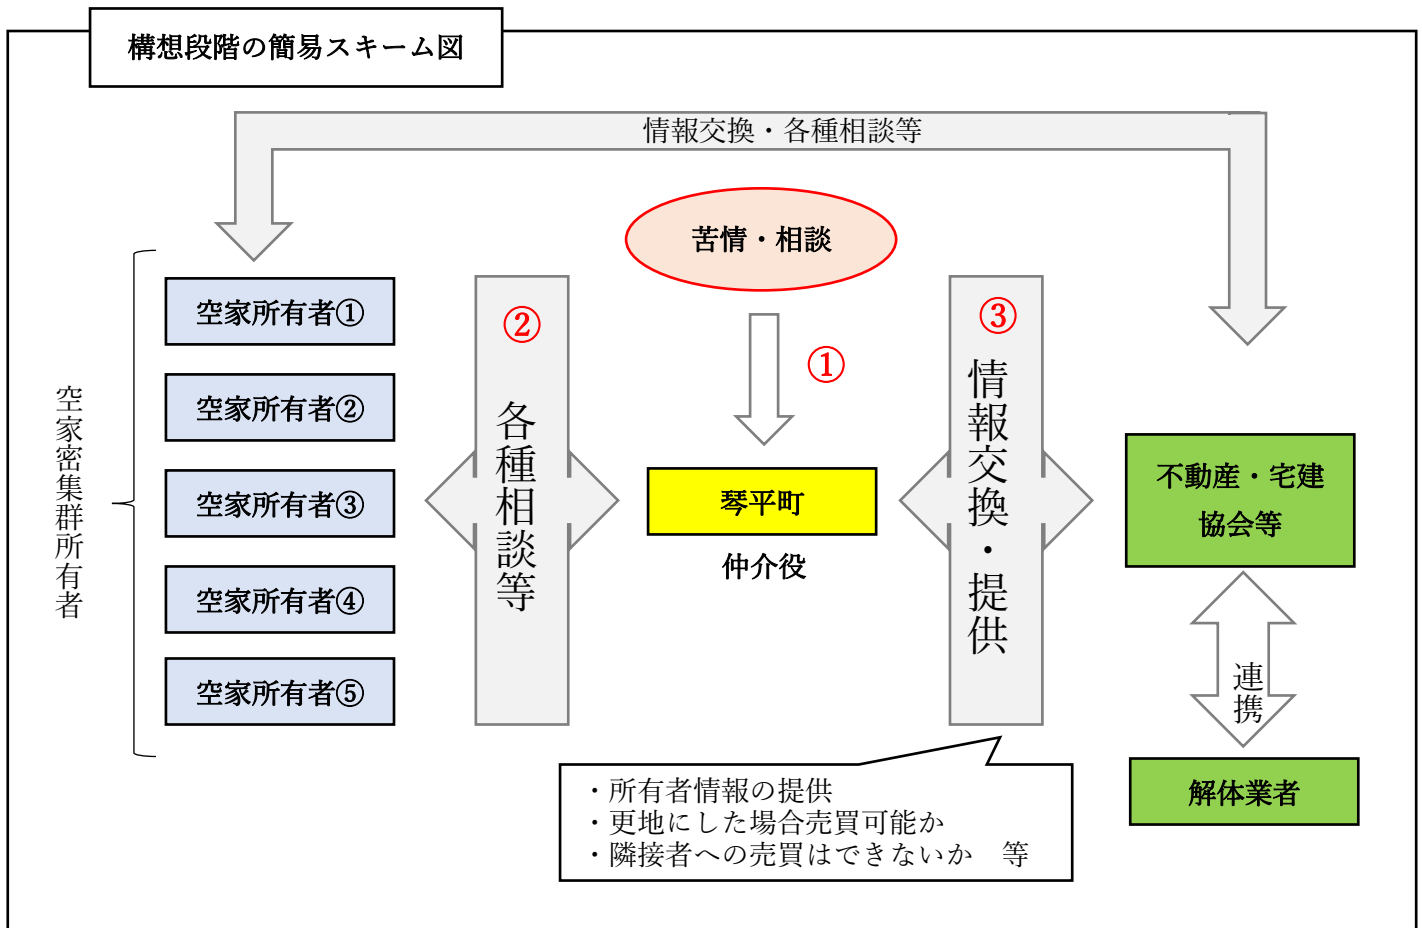 構想段階の簡易スキーム図
情報交換・各種相談等
苦情・相談
①
空家密集群所有者
空家所有者①
空家所有者②
空家所有者③
空家所有者④
空家所有者⑤
②
各種相談等
琴平町
仲介役
③
情報交換・提供
不動産・宅建
協会等
連携
解体業者
・所有者情報の提供
・更地にした場合売買可能か
・隣接者への売買はできないか　等